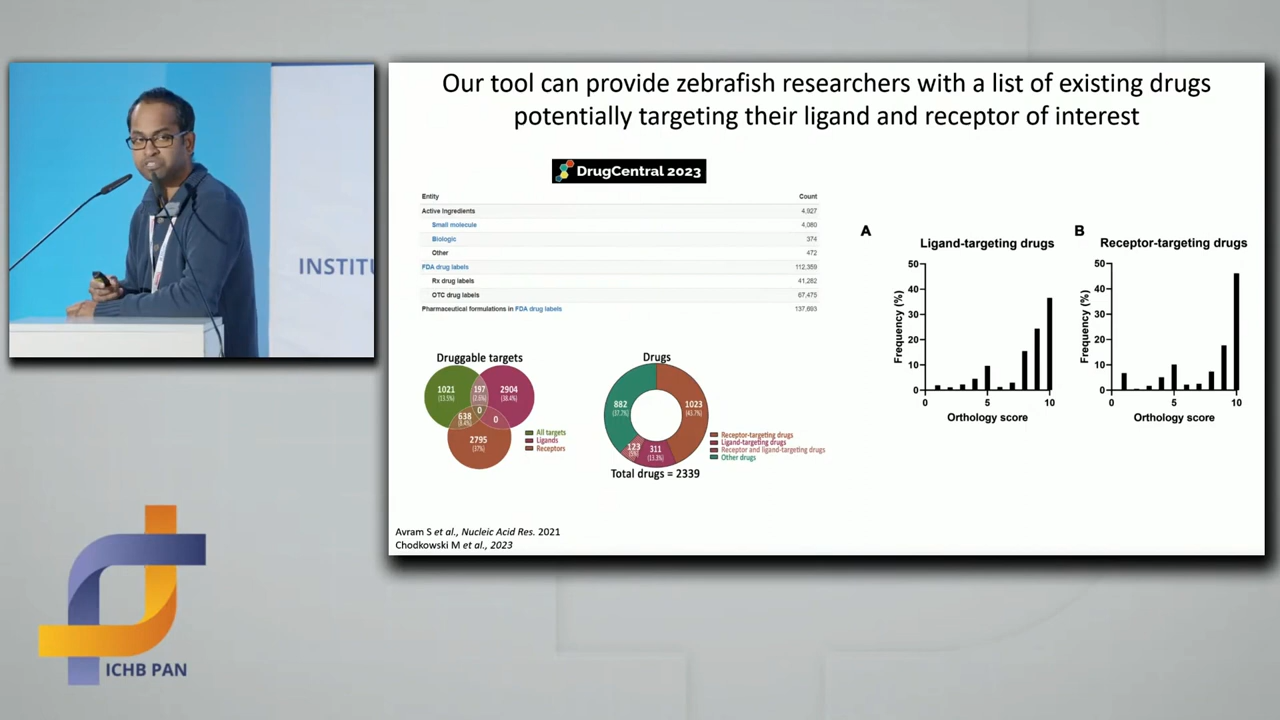 Our tool can provide zebrafish researchers with a list of existing drugs
potentially targeting their ligand and receptor of interest
DrugCentral 2023
Entity Count
Active Ingredients 4,927
Small molecule 4,080
Biologic 374
Other 472
FDA drug labels 112,359
Rx drug labels 41,282
OTC drug labels 67,475
Pharmaceutical formulations in FDA drug labels 137,693
Druggable targets
1021
(13.5%)
197
(2.6%)
2904
(38.4%)
0
638
(8.4%)
0
2795
(37%)
All targets
Ligands
Receptors
Drugs
882
(37.7%)
1023
(43.7%)
123
(5%)
311
(13.3%)
Receptor-targeting drugs
Ligand-targeting drugs
Receptor and ligand-targeting drugs
Other drugs
Total drugs = 2339
A
Ligand-targeting drugs
Frequency (%)
50
40
30
20
10
0
0 5 10
Orthology score
B
Receptor-targeting drugs
Frequency (%)
50
40
30
20
10
0
0 5 10
Orthology score
Avram S et al., Nucleic Acid Res. 2021
Chodkowski M et al., 2023
INSTITU
ICHB PAN